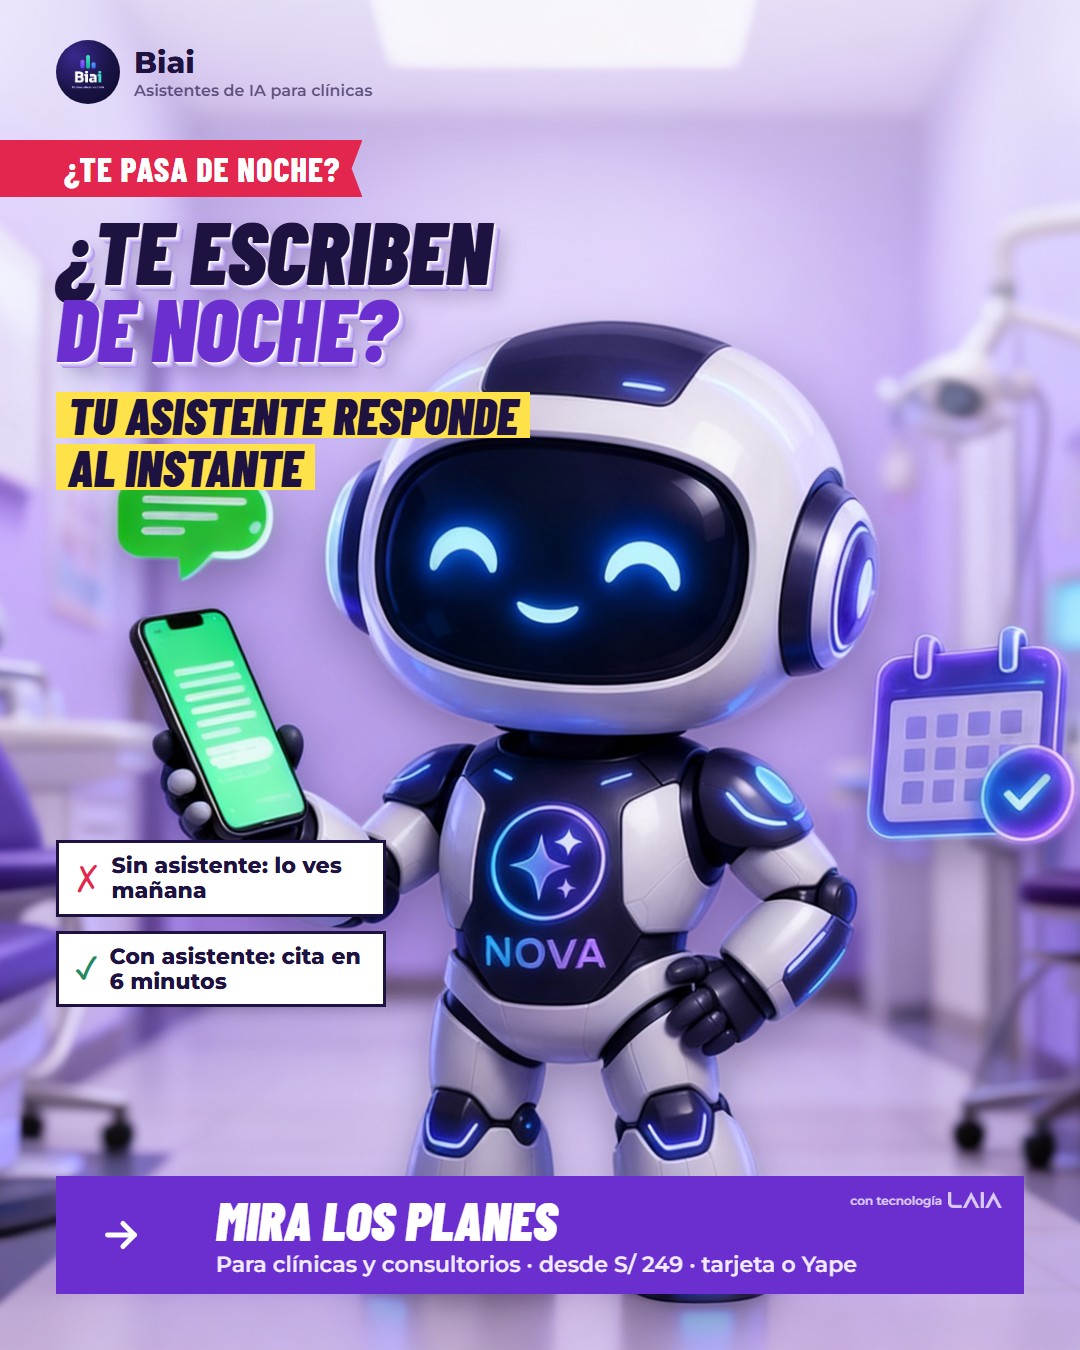 Biai
Biai
Asistentes de IA para clínicas
¿TE PASA DE NOCHE?
¿TE ESCRIBEN
DE NOCHE?
TU ASISTENTE RESPONDE
AL INSTANTE
✗ Sin asistente: lo ves
mañana
✓ Con asistente: cita en
6 minutos
NOVA
con tecnología LAIA
→ MIRA LOS PLANES
Para clínicas y consultorios · desde S/ 249 · tarjeta o Yape